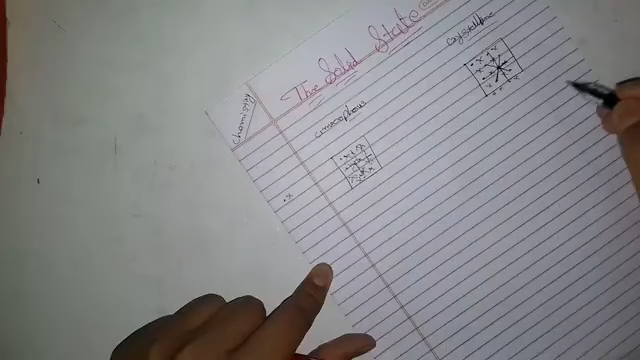 The Solid State
Chemistry
crystalline
amorphous